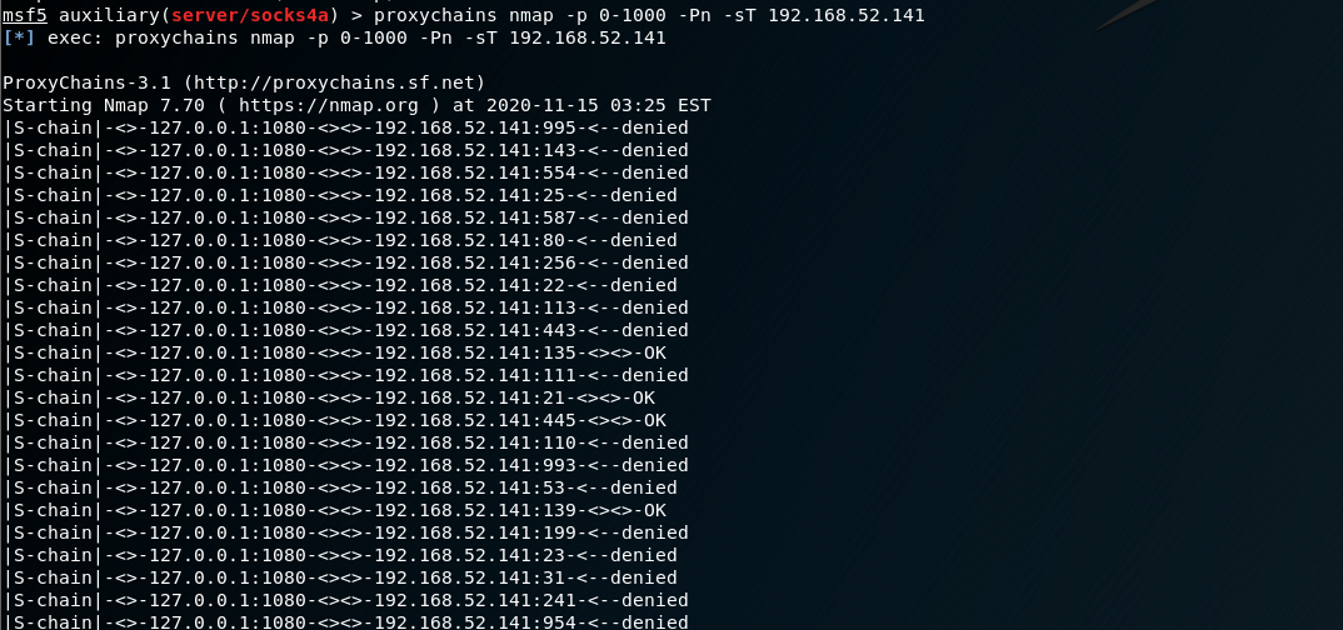 msf5 auxiliary(server/socks4a) > proxychains nmap -p 0-1000 -Pn -sT 192.168.52.141
[*] exec: proxychains nmap -p 0-1000 -Pn -sT 192.168.52.141

ProxyChains-3.1 (http://proxychains.sf.net)
Starting Nmap 7.70 ( https://nmap.org ) at 2020-11-15 03:25 EST
|S-chain|-<>-127.0.0.1:1080-<><>-192.168.52.141:995-<--denied
|S-chain|-<>-127.0.0.1:1080-<><>-192.168.52.141:143-<--denied
|S-chain|-<>-127.0.0.1:1080-<><>-192.168.52.141:554-<--denied
|S-chain|-<>-127.0.0.1:1080-<><>-192.168.52.141:25-<--denied
|S-chain|-<>-127.0.0.1:1080-<><>-192.168.52.141:587-<--denied
|S-chain|-<>-127.0.0.1:1080-<><>-192.168.52.141:80-<--denied
|S-chain|-<>-127.0.0.1:1080-<><>-192.168.52.141:256-<--denied
|S-chain|-<>-127.0.0.1:1080-<><>-192.168.52.141:22-<--denied
|S-chain|-<>-127.0.0.1:1080-<><>-192.168.52.141:113-<--denied
|S-chain|-<>-127.0.0.1:1080-<><>-192.168.52.141:443-<--denied
|S-chain|-<>-127.0.0.1:1080-<><>-192.168.52.141:135-<><>-OK
|S-chain|-<>-127.0.0.1:1080-<><>-192.168.52.141:111-<--denied
|S-chain|-<>-127.0.0.1:1080-<><>-192.168.52.141:21-<><>-OK
|S-chain|-<>-127.0.0.1:1080-<><>-192.168.52.141:445-<><>-OK
|S-chain|-<>-127.0.0.1:1080-<><>-192.168.52.141:110-<--denied
|S-chain|-<>-127.0.0.1:1080-<><>-192.168.52.141:993-<--denied
|S-chain|-<>-127.0.0.1:1080-<><>-192.168.52.141:53-<--denied
|S-chain|-<>-127.0.0.1:1080-<><>-192.168.52.141:139-<><>-OK
|S-chain|-<>-127.0.0.1:1080-<><>-192.168.52.141:199-<--denied
|S-chain|-<>-127.0.0.1:1080-<><>-192.168.52.141:23-<--denied
|S-chain|-<>-127.0.0.1:1080-<><>-192.168.52.141:31-<--denied
|S-chain|-<>-127.0.0.1:1080-<><>-192.168.52.141:241-<--denied
|S-chain|-<>-127.0.0.1:1080-<><>-192.168.52.141:954-<--denied